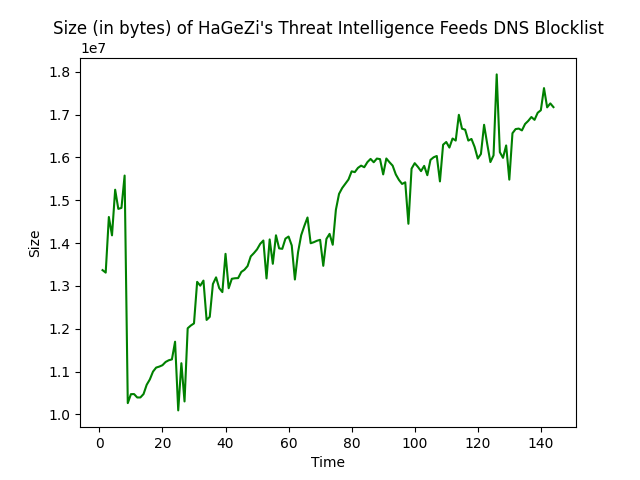 Size (in bytes) of HaGeZi's Threat Intelligence Feeds DNS Blocklist
1e7
1.8
1.7
1.6
1.5
1.4
1.3
1.2
1.1
1.0
Size
0 20 40 60 80 100 120 140
Time